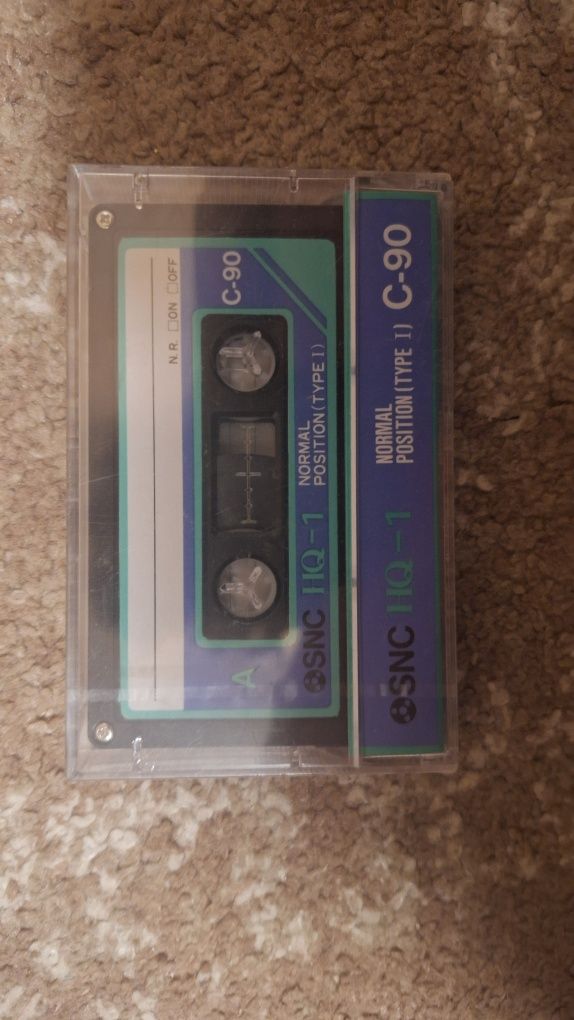 N.R. □ON □OFF
C-90
A
SNC HQ-1 NORMAL
POSITION(TYPE I)
SNC HQ-1 NORMAL
POSITION(TYPE I) C-90